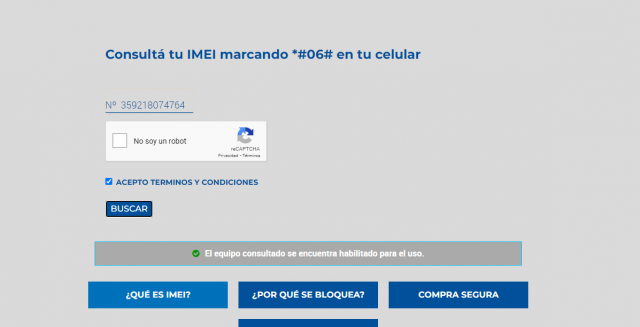 Consultá tu IMEI marcando *#06# en tu celular
Nº 359218074764
No soy un robot
reCAPTCHA
Privacidad - Términos
ACEPTO TERMINOS Y CONDICIONES
BUSCAR
El equipo consultado se encuentra habilitado para el uso.
¿QUÉ ES IMEI?
¿POR QUÉ SE BLOQUEA?
COMPRA SEGURA